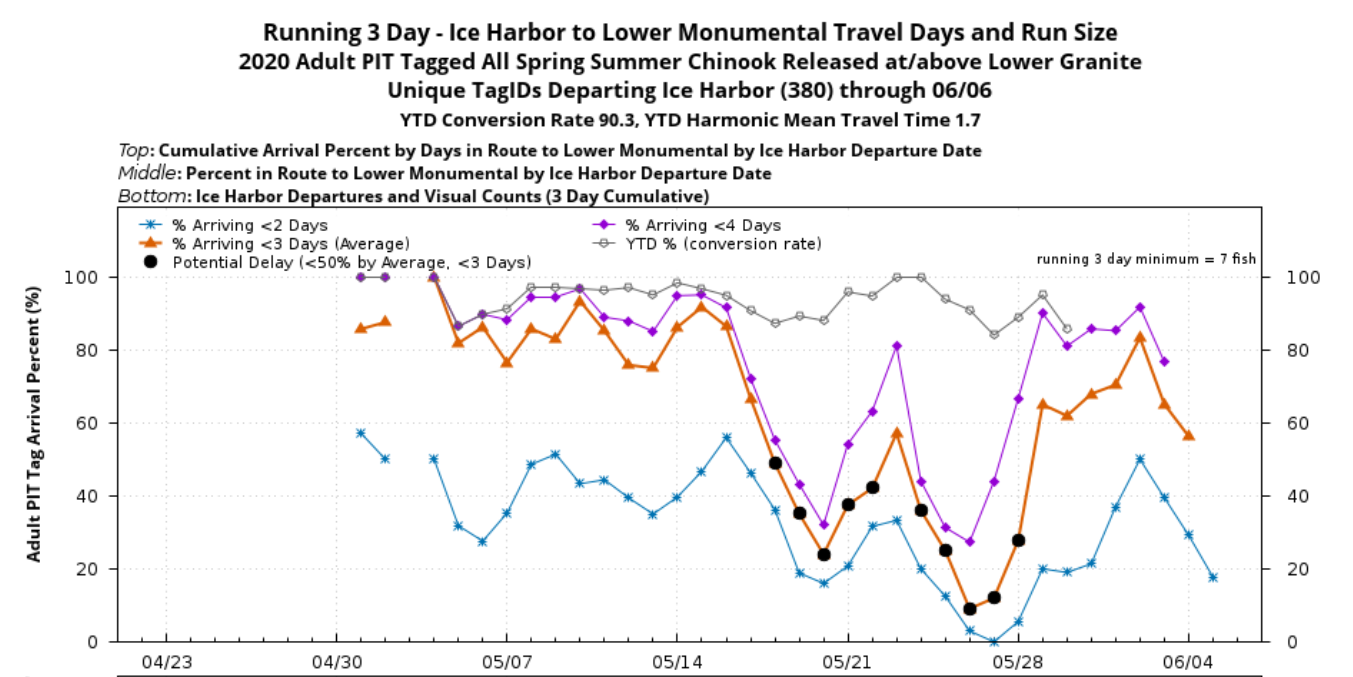 Running 3 Day - Ice Harbor to Lower Monumental Travel Days and Run Size
2020 Adult PIT Tagged All Spring Summer Chinook Released at/above Lower Granite
Unique TagIDs Departing Ice Harbor (380) through 06/06
YTD Conversion Rate 90.3, YTD Harmonic Mean Travel Time 1.7
Top: Cumulative Arrival Percent by Days in Route to Lower Monumental by Ice Harbor Departure Date
Middle: Percent in Route to Lower Monumental by Ice Harbor Departure Date
Bottom: Ice Harbor Departures and Visual Counts (3 Day Cumulative)
% Arriving <2 Days
% Arriving <4 Days
% Arriving <3 Days (Average)
YTD % (conversion rate)
Potential Delay (<50% by Average, <3 Days)
running 3 day minimum = 7 fish
Adult PIT Tag Arrival Percent (%)
100 100
80 80
60 60
40 40
20 20
0 0
04/23 04/30 05/07 05/14 05/21 05/28 06/04